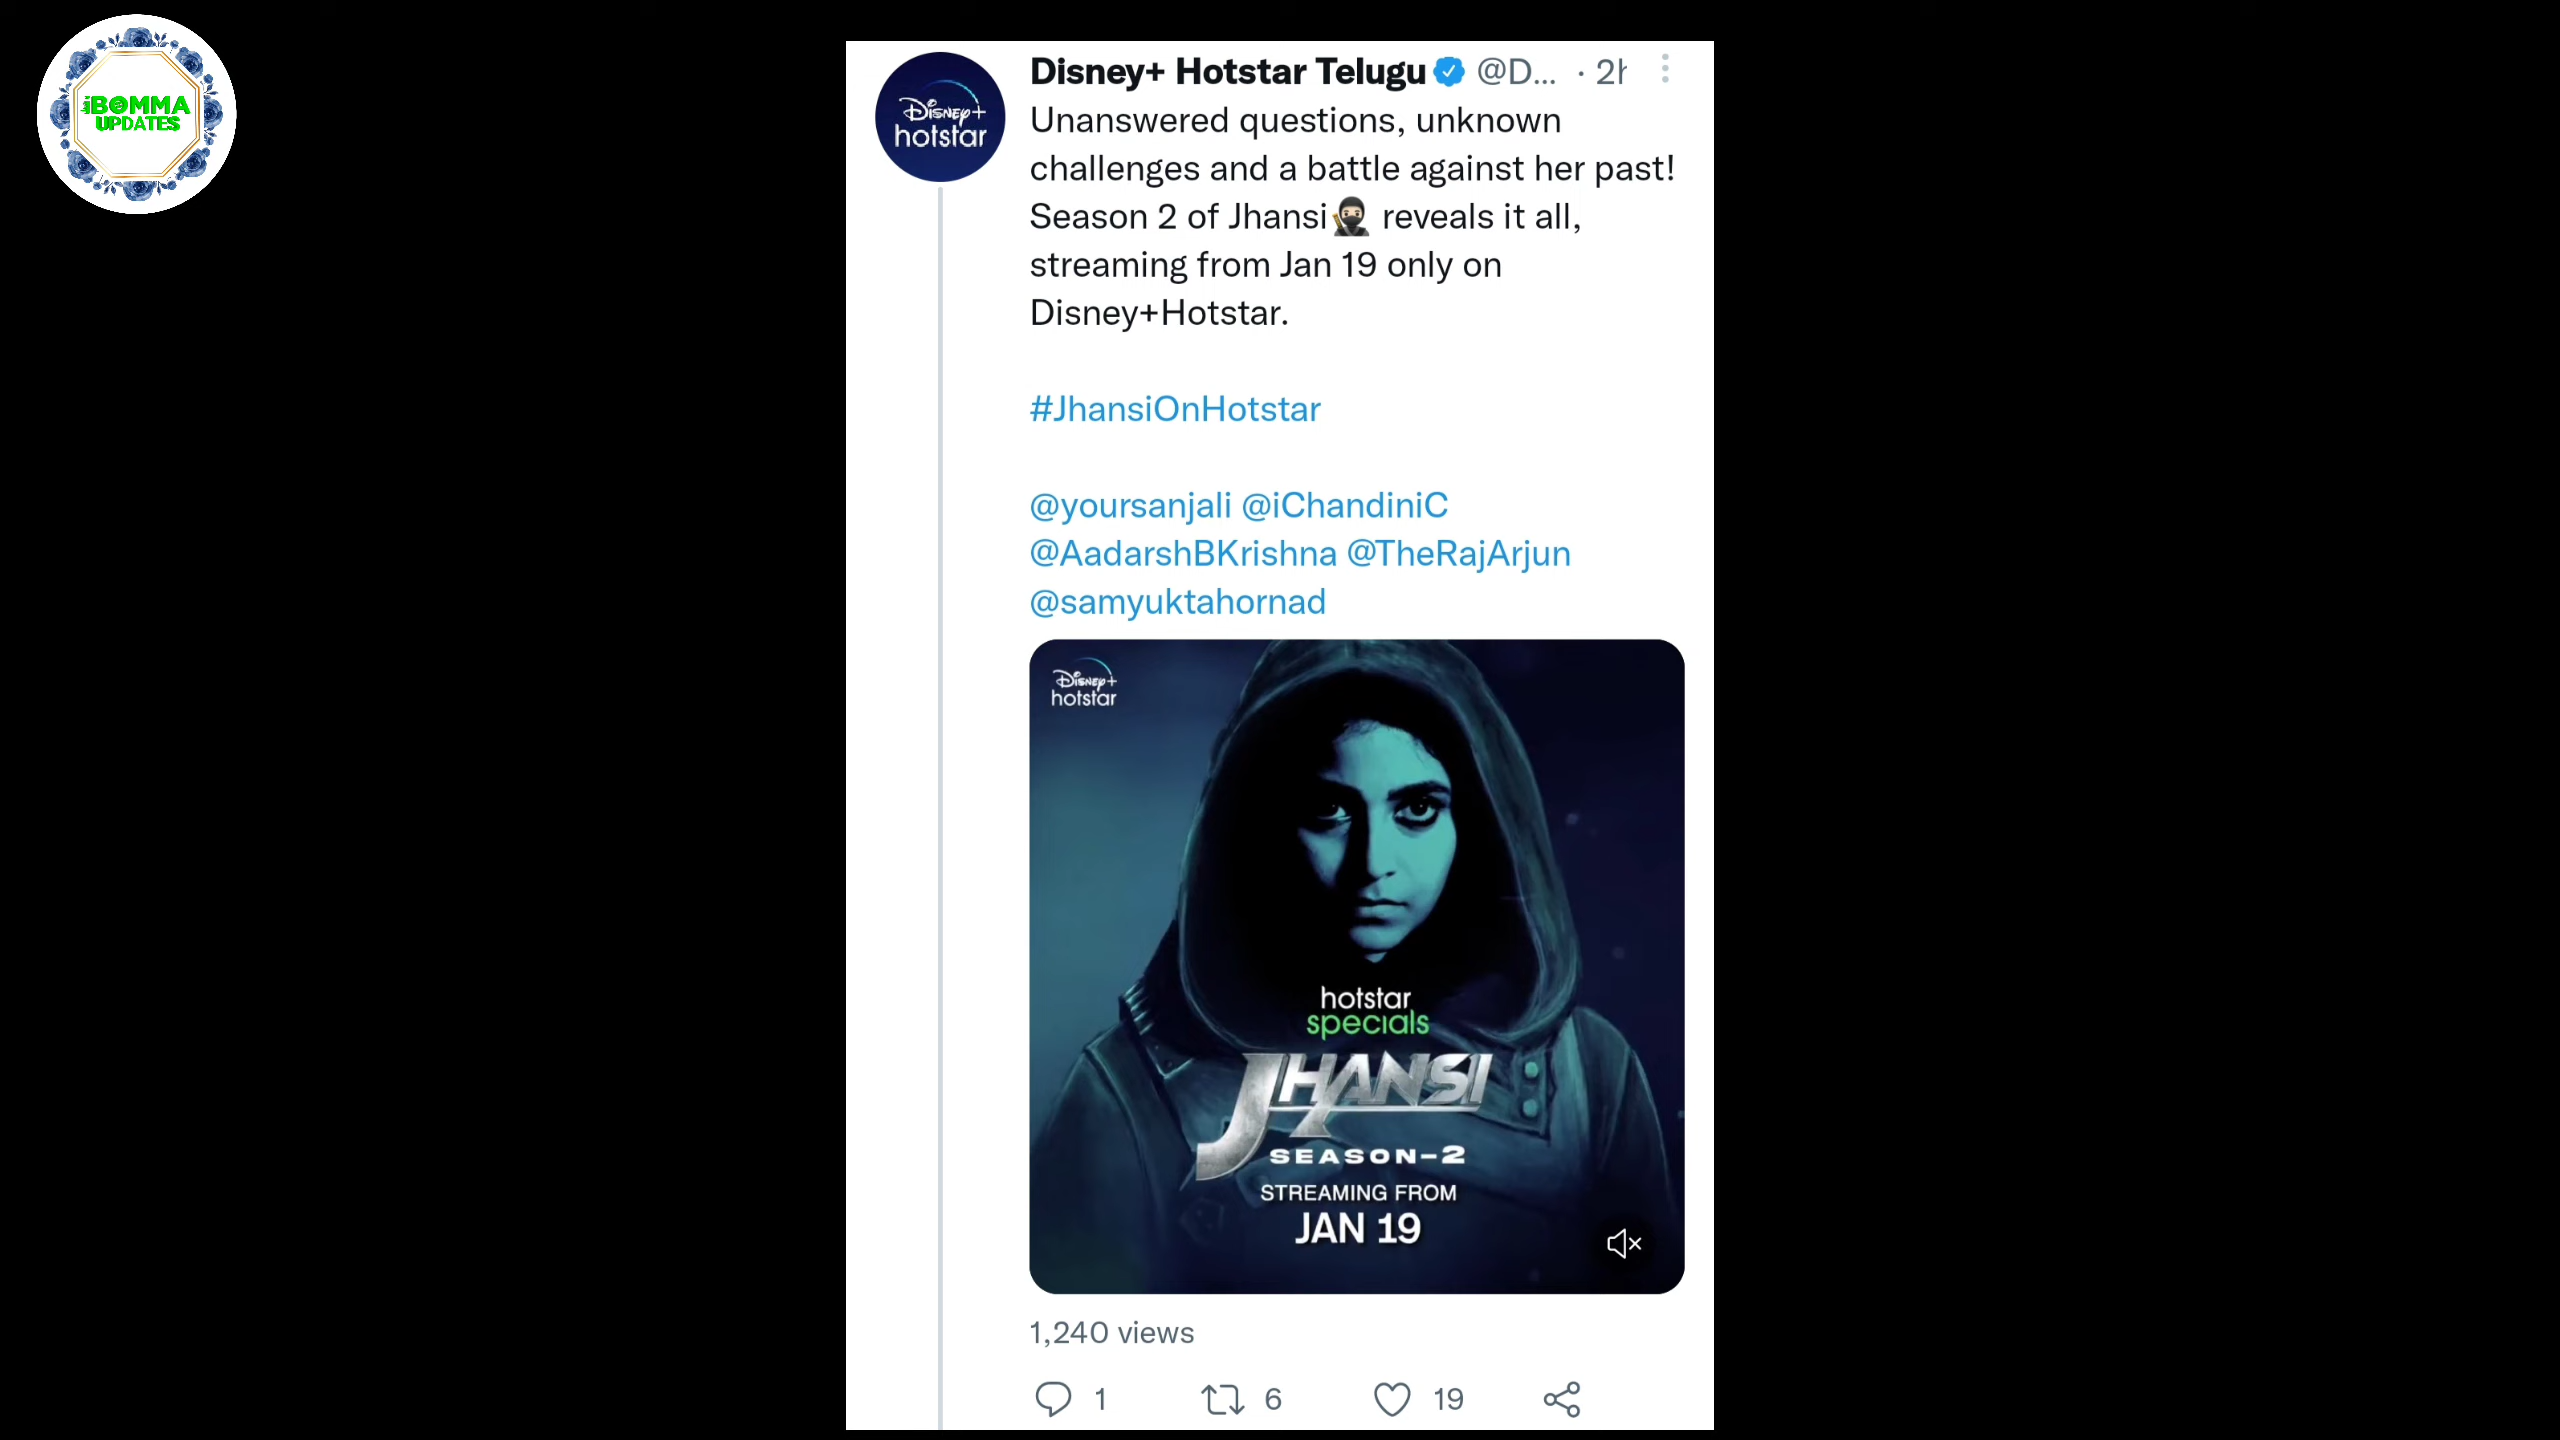 iBOMMA
UPDATES
Disney+ hotstar
Disney+ Hotstar Telugu @D... · 2h
Unanswered questions, unknown
challenges and a battle against her past!
Season 2 of Jhansi🥷🏻 reveals it all,
streaming from Jan 19 only on
Disney+Hotstar.
#JhansiOnHotstar
@yoursanjali @iChandiniC
@AadarshBKrishna @TheRajArjun
@samyuktahornad
Disney+
hotstar
hotstar
specials
JHANSI
SEASON-2
STREAMING FROM
JAN 19
1,240 views
1 6 19